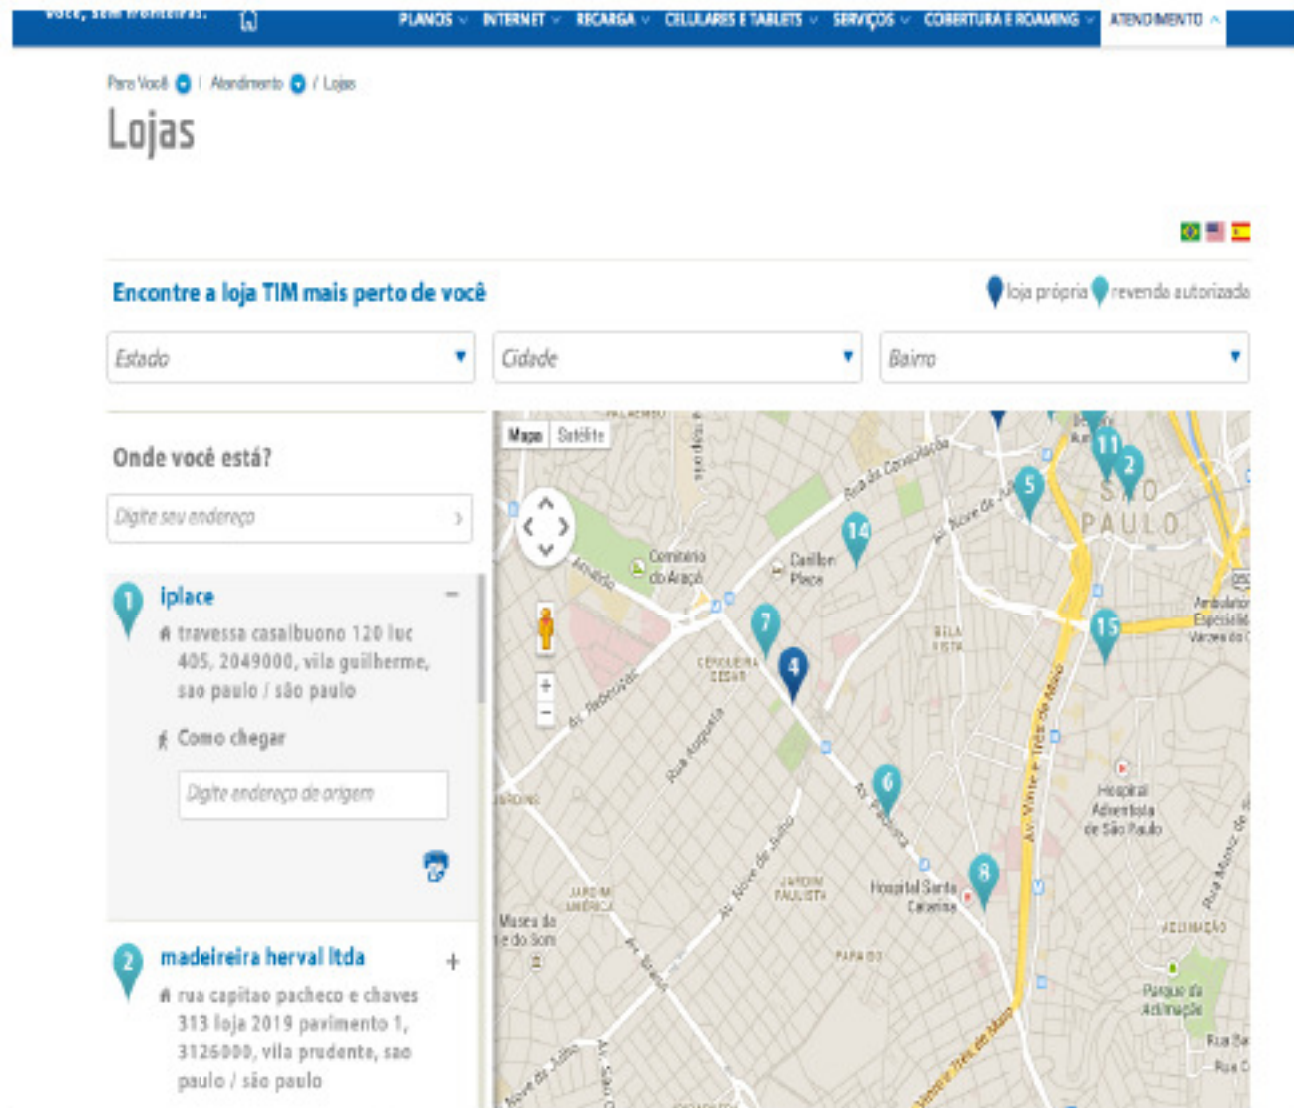 Você, sem fronteiras.
PLANOS INTERNET RECARGA CELULARES E TABLETS SERVIÇOS COBERTURA E ROAMING ATENDIMENTO
Para Você | Atendimento / Lojas
Lojas
Encontre a loja TIM mais perto de você
loja própria revenda autorizada
Estado
Cidade
Bairro
Onde você está?
Digite seu endereço
1 iplace
travessa casalbuono 120 luc
405, 2049000, vila guilherme,
sao paulo / são paulo
Como chegar
Digite endereço de origem
2 madeireira herval ltda
rua capitao pacheco e chaves
313 loja 2019 pavimento 1,
3126000, vila prudente, sao
paulo / são paulo
Mapa Satélite
Rua da Consolação
11
2
5
SÃO
PAULO
14
Cemitério
do Araçá
Carillon
Plaza
7
4
CERQUEIRA
CESAR
BELA
VISTA
15
Av. Rebouças
Rua Augusta
Av. Vinte e Três de Maio
Hospital
Adventista
de São Paulo
6
Av. Paulista
8
Hospital Santa
Catarina
JARDINS
JARDIM
AMÉRICA
JARDIM
PAULISTA
Av. Nove de Julho
Museu da
e do Som
PARAISO
ACLIMAÇÃO
Parque da
Aclimação